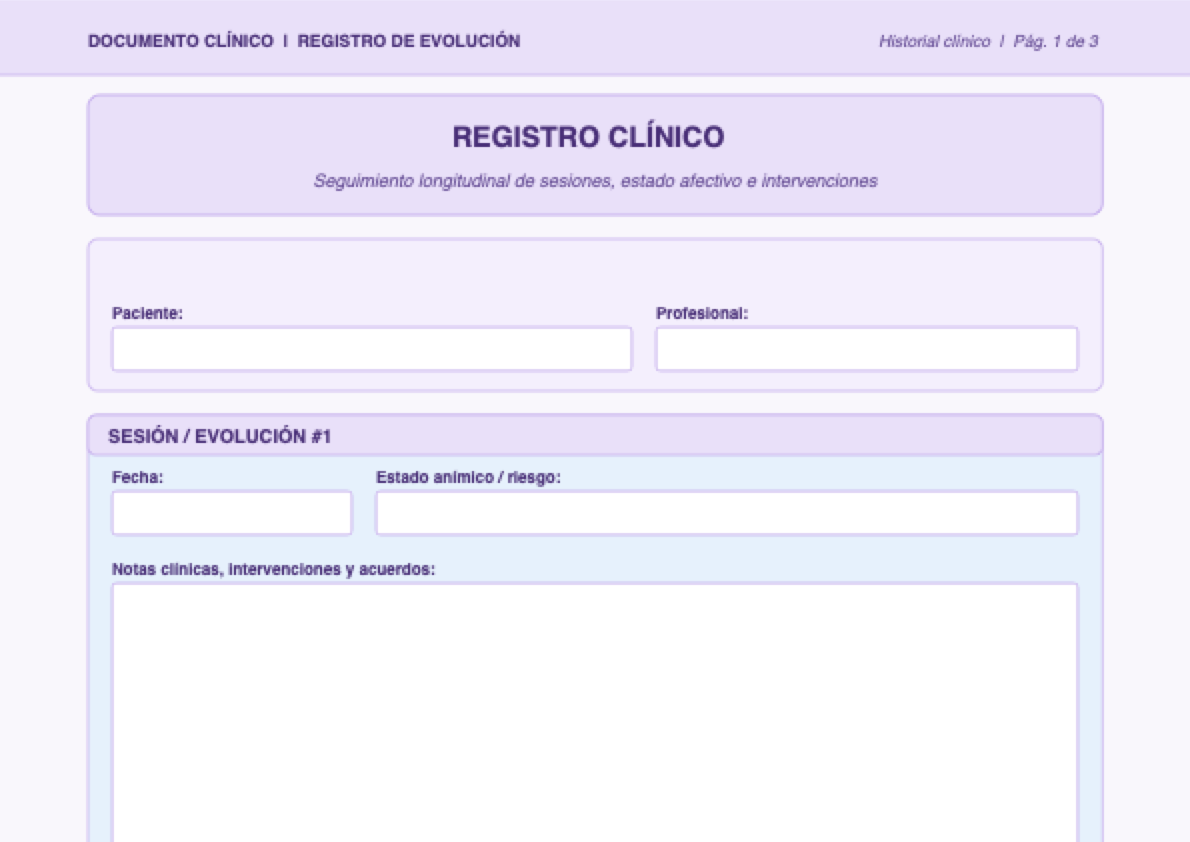 DOCUMENTO CLÍNICO | REGISTRO DE EVOLUCIÓN
Historial clínico | Pág. 1 de 3
REGISTRO CLÍNICO
Seguimiento longitudinal de sesiones, estado afectivo e intervenciones
Paciente:
Profesional:
SESIÓN / EVOLUCIÓN #1
Fecha:
Estado anímico / riesgo:
Notas clínicas, intervenciones y acuerdos: